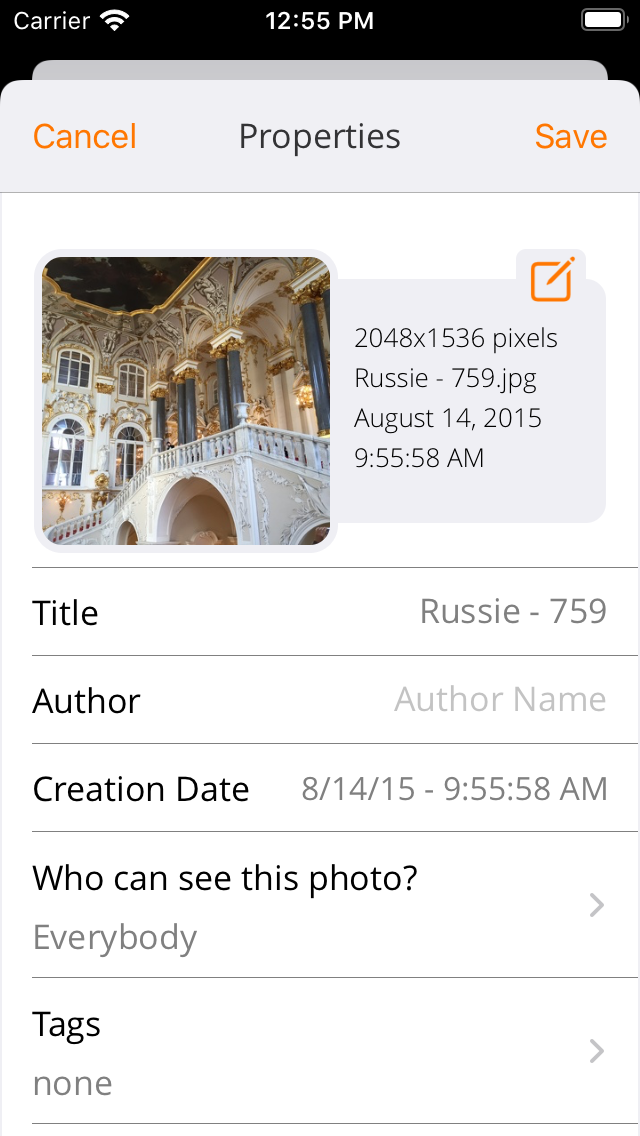 Carrier 12:55 PM
Cancel Properties Save
2048x1536 pixels
Russie - 759.jpg
August 14, 2015
9:55:58 AM
Title Russie - 759
Author Author Name
Creation Date 8/14/15 - 9:55:58 AM
Who can see this photo?
Everybody
Tags
none